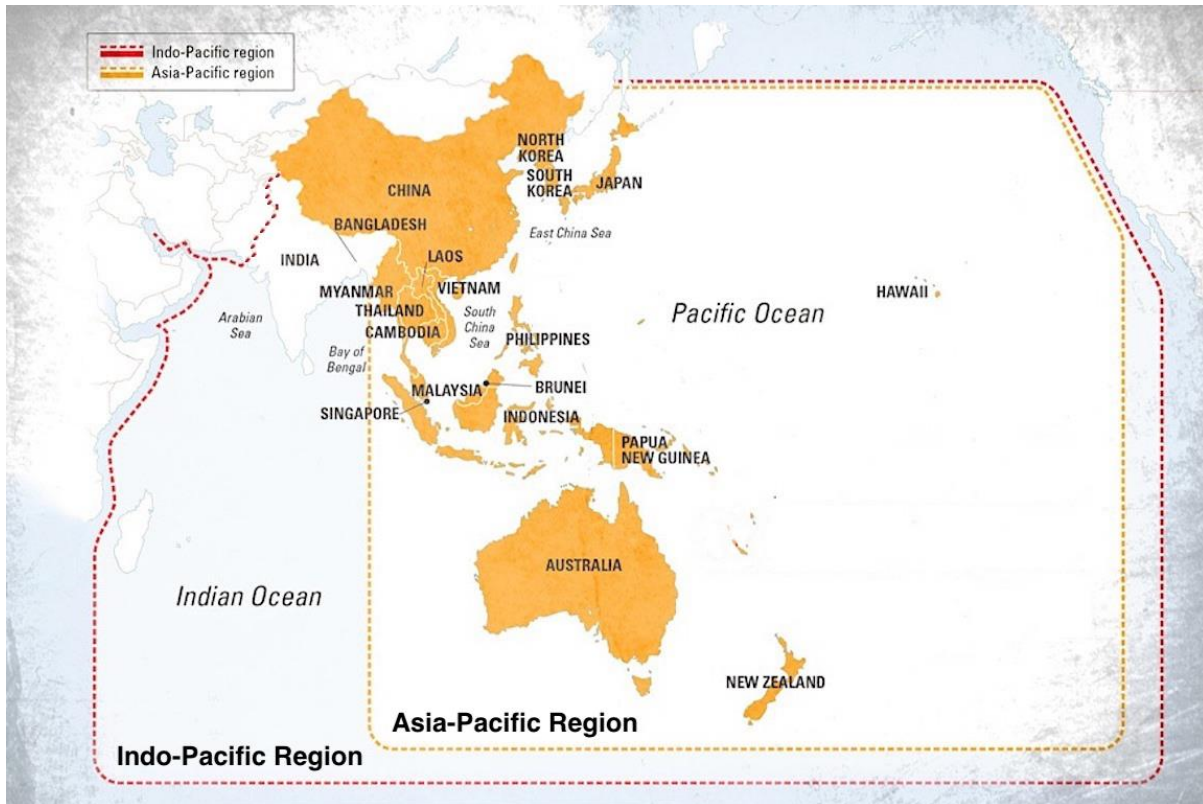 Indo-Pacific region
Asia-Pacific region
NORTH
KOREA
SOUTH
KOREA
JAPAN
CHINA
BANGLADESH
East China Sea
INDIA
LAOS
MYANMAR
VIETNAM
HAWAII
THAILAND
Arabian
Sea
South
China
Sea
Pacific Ocean
CAMBODIA
PHILIPPINES
Bay of
Bengal
MALAYSIA
BRUNEI
SINGAPORE
INDONESIA
PAPUA
NEW GUINEA
AUSTRALIA
Indian Ocean
NEW ZEALAND
Asia-Pacific Region
Indo-Pacific Region